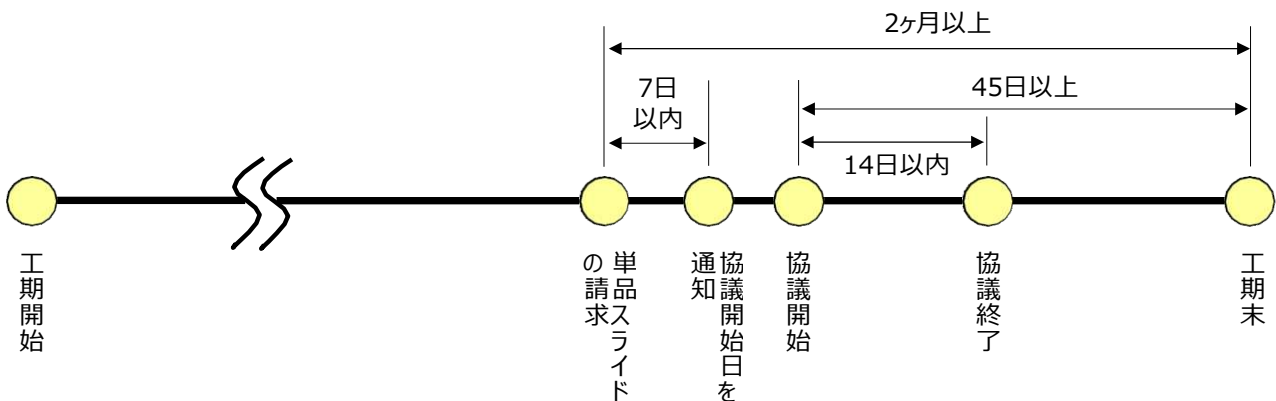 2ヶ月以上
7日
以内
45日以上
14日以内
工期開始
単品スライド
の請求
協議開始日を
通知
協議開始
協議終了
工期末